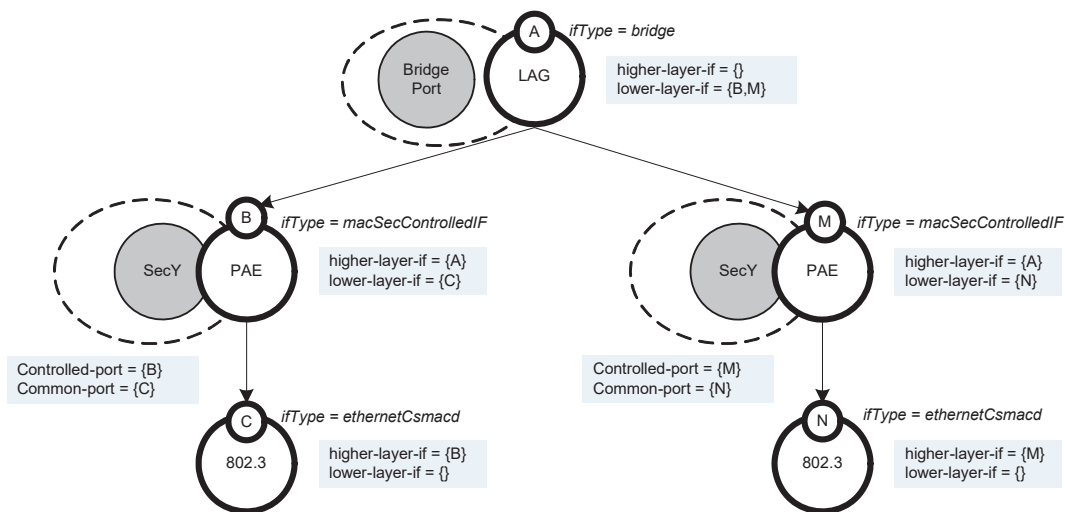 A
ifType = bridge
Bridge
Port
LAG
higher-layer-if = {}
lower-layer-if = {B,M}
B
ifType = macSecControlledIF
SecY
PAE
higher-layer-if = {A}
lower-layer-if = {C}
Controlled-port = {B}
Common-port = {C}
C
ifType = ethernetCsmacd
802.3
higher-layer-if = {B}
lower-layer-if = {}
M
ifType = macSecControlledIF
SecY
PAE
higher-layer-if = {A}
lower-layer-if = {N}
Controlled-port = {M}
Common-port = {N}
N
ifType = ethernetCsmacd
802.3
higher-layer-if = {M}
lower-layer-if = {}